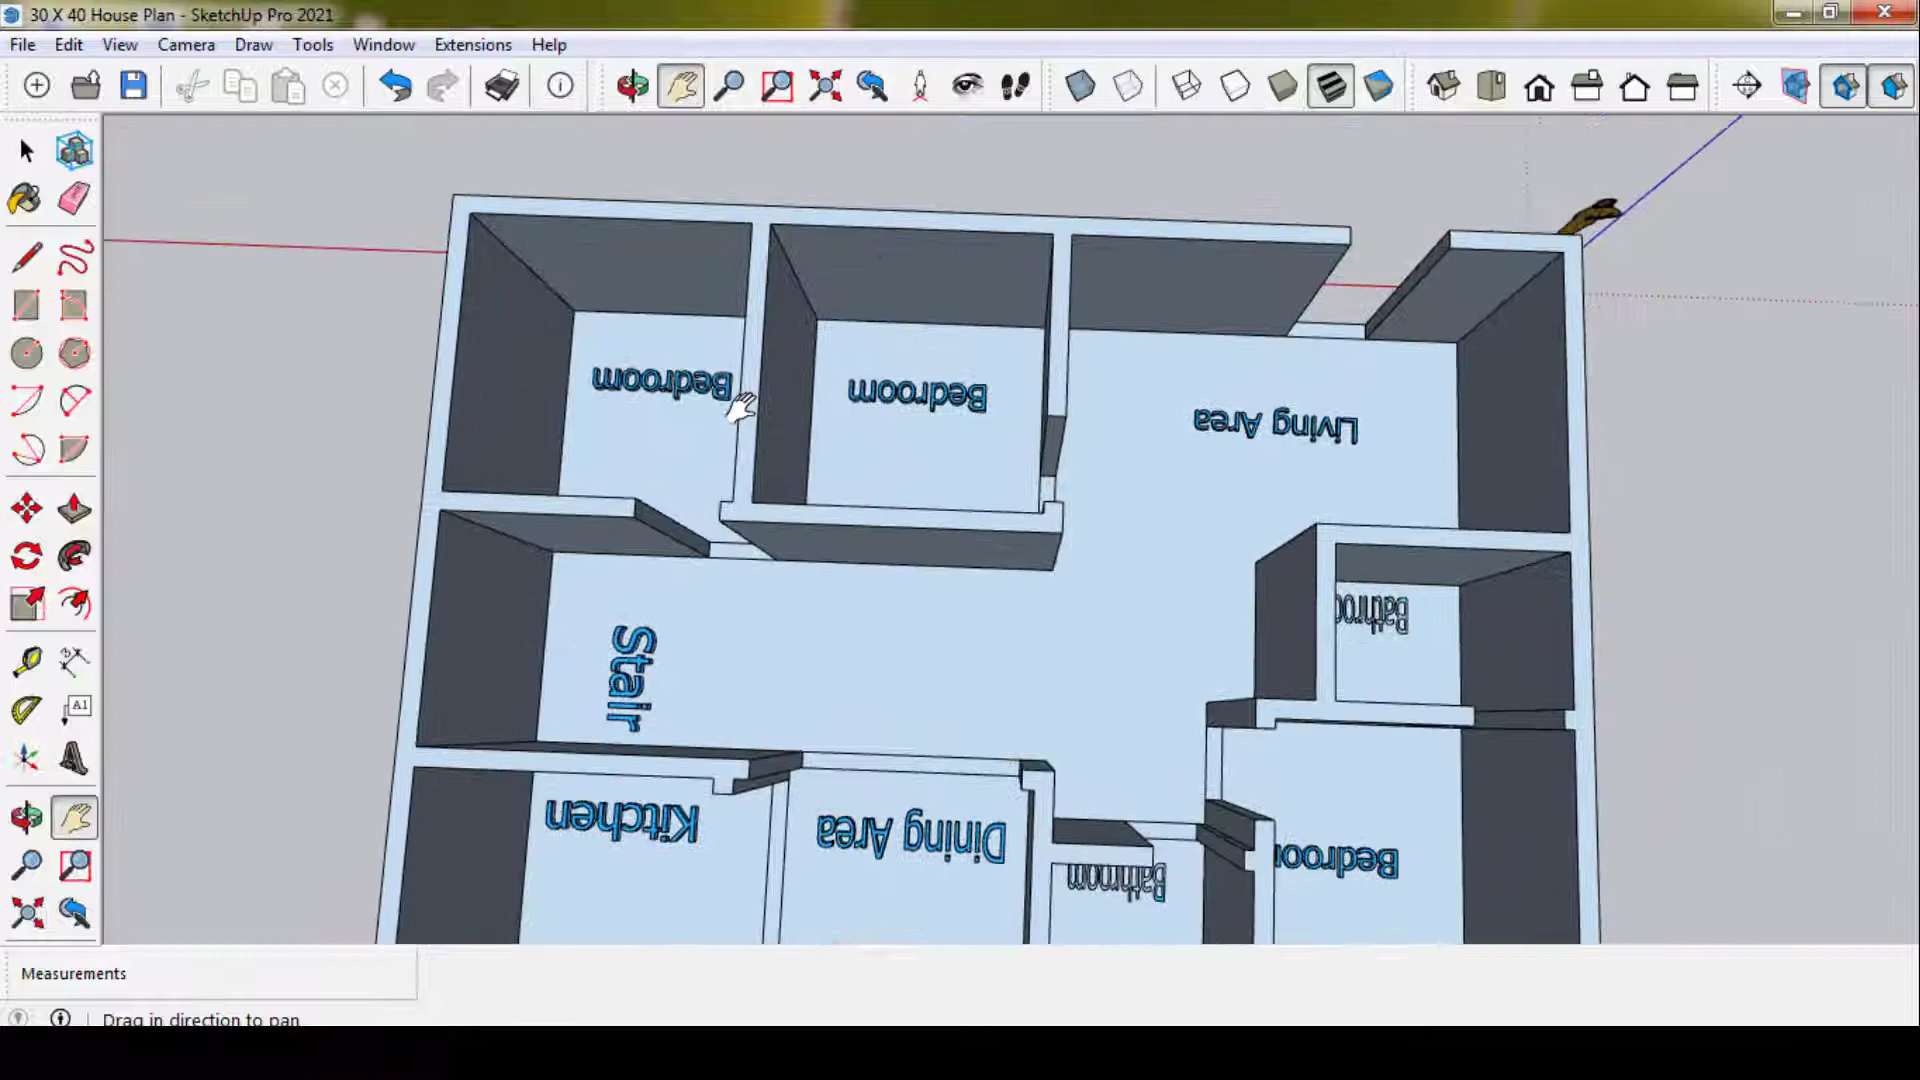 30 X 40 House Plan - SketchUp Pro 2021
File Edit View Camera Draw Tools Window Extensions Help
Bedroom
Bedroom
Living Area
Bathroom
Stair
Kitchen
Dining Area
Bathroom
Bedroom
A1
Measurements
Drag in direction to pan